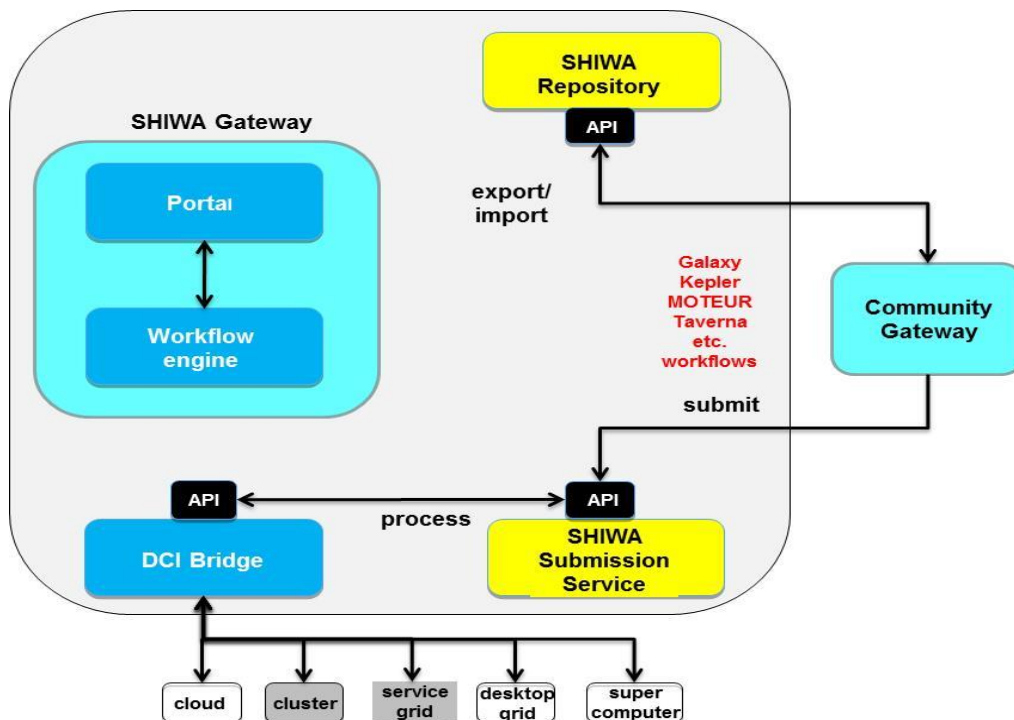 SHIWA
Repository
API
SHIWA Gateway
Portal
export/
import
Galaxy
Kepler
MOTEUR
Taverna
etc.
workflows
Community
Gateway
Workflow
engine
submit
API
process
API
DCI Bridge
SHIWA
Submission
Service
cloud
cluster
service
grid
desktop
grid
super
computer